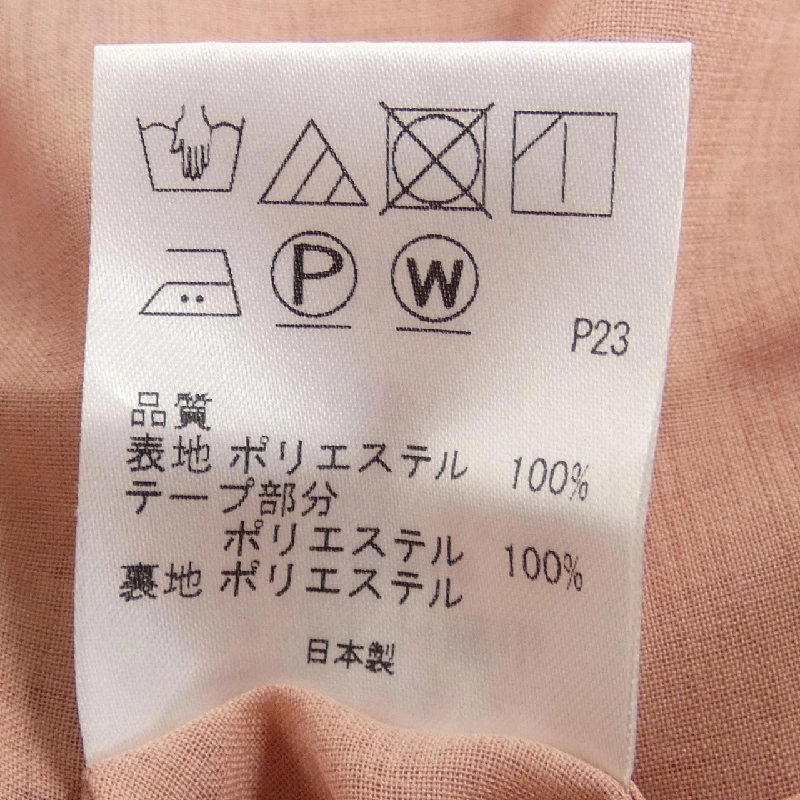 P
W
P23
品質
表地 ポリエステル 100%
テープ部分
ポリエステル 100%
裏地 ポリエステル
日本製